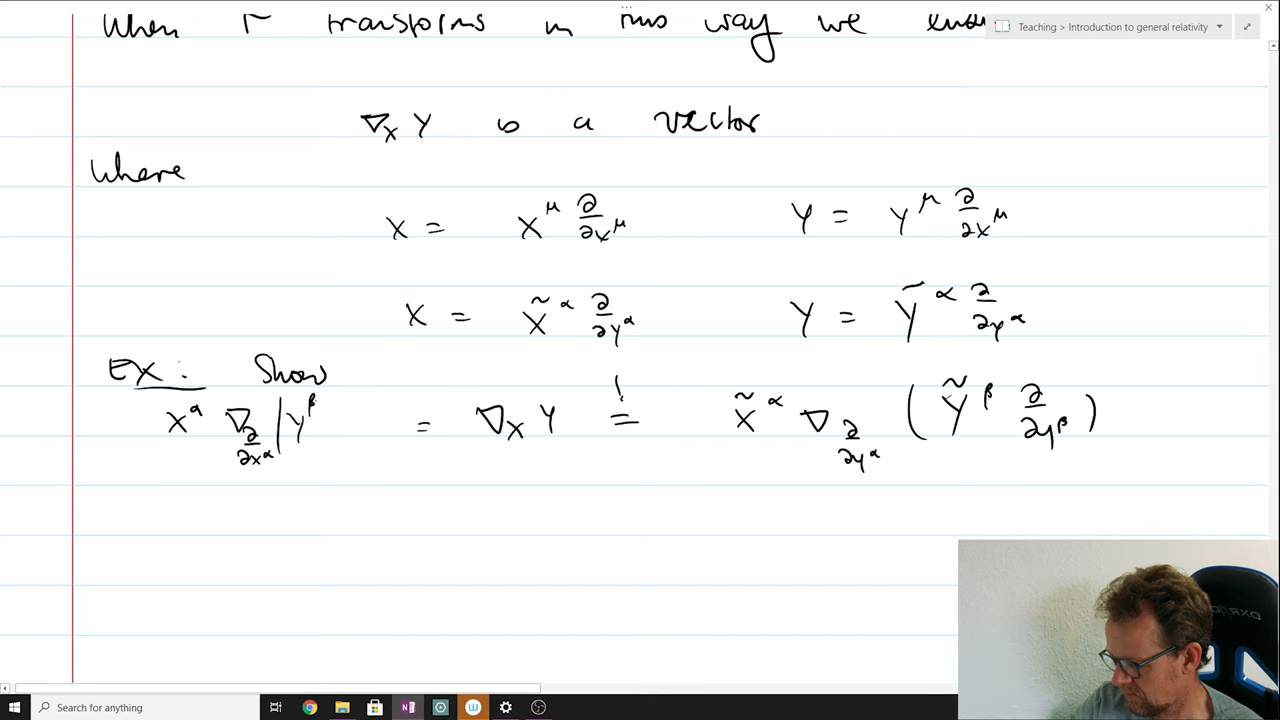 When Γ transforms in this way we
Teaching > Introduction to general relativity
∇_X Y is a vector
Where
X = X^μ ∂/∂x^μ Y = Y^μ ∂/∂x^μ
X = X̃^α ∂/∂y^α Y = Ỹ^α ∂/∂y^α
EX: Show
X^α ∇_{∂/∂x^α} (Y^β = ∇_X Y =! X̃^α ∇_{∂/∂y^α} ( Ỹ^β ∂/∂y^β )
DXR
Search for anything